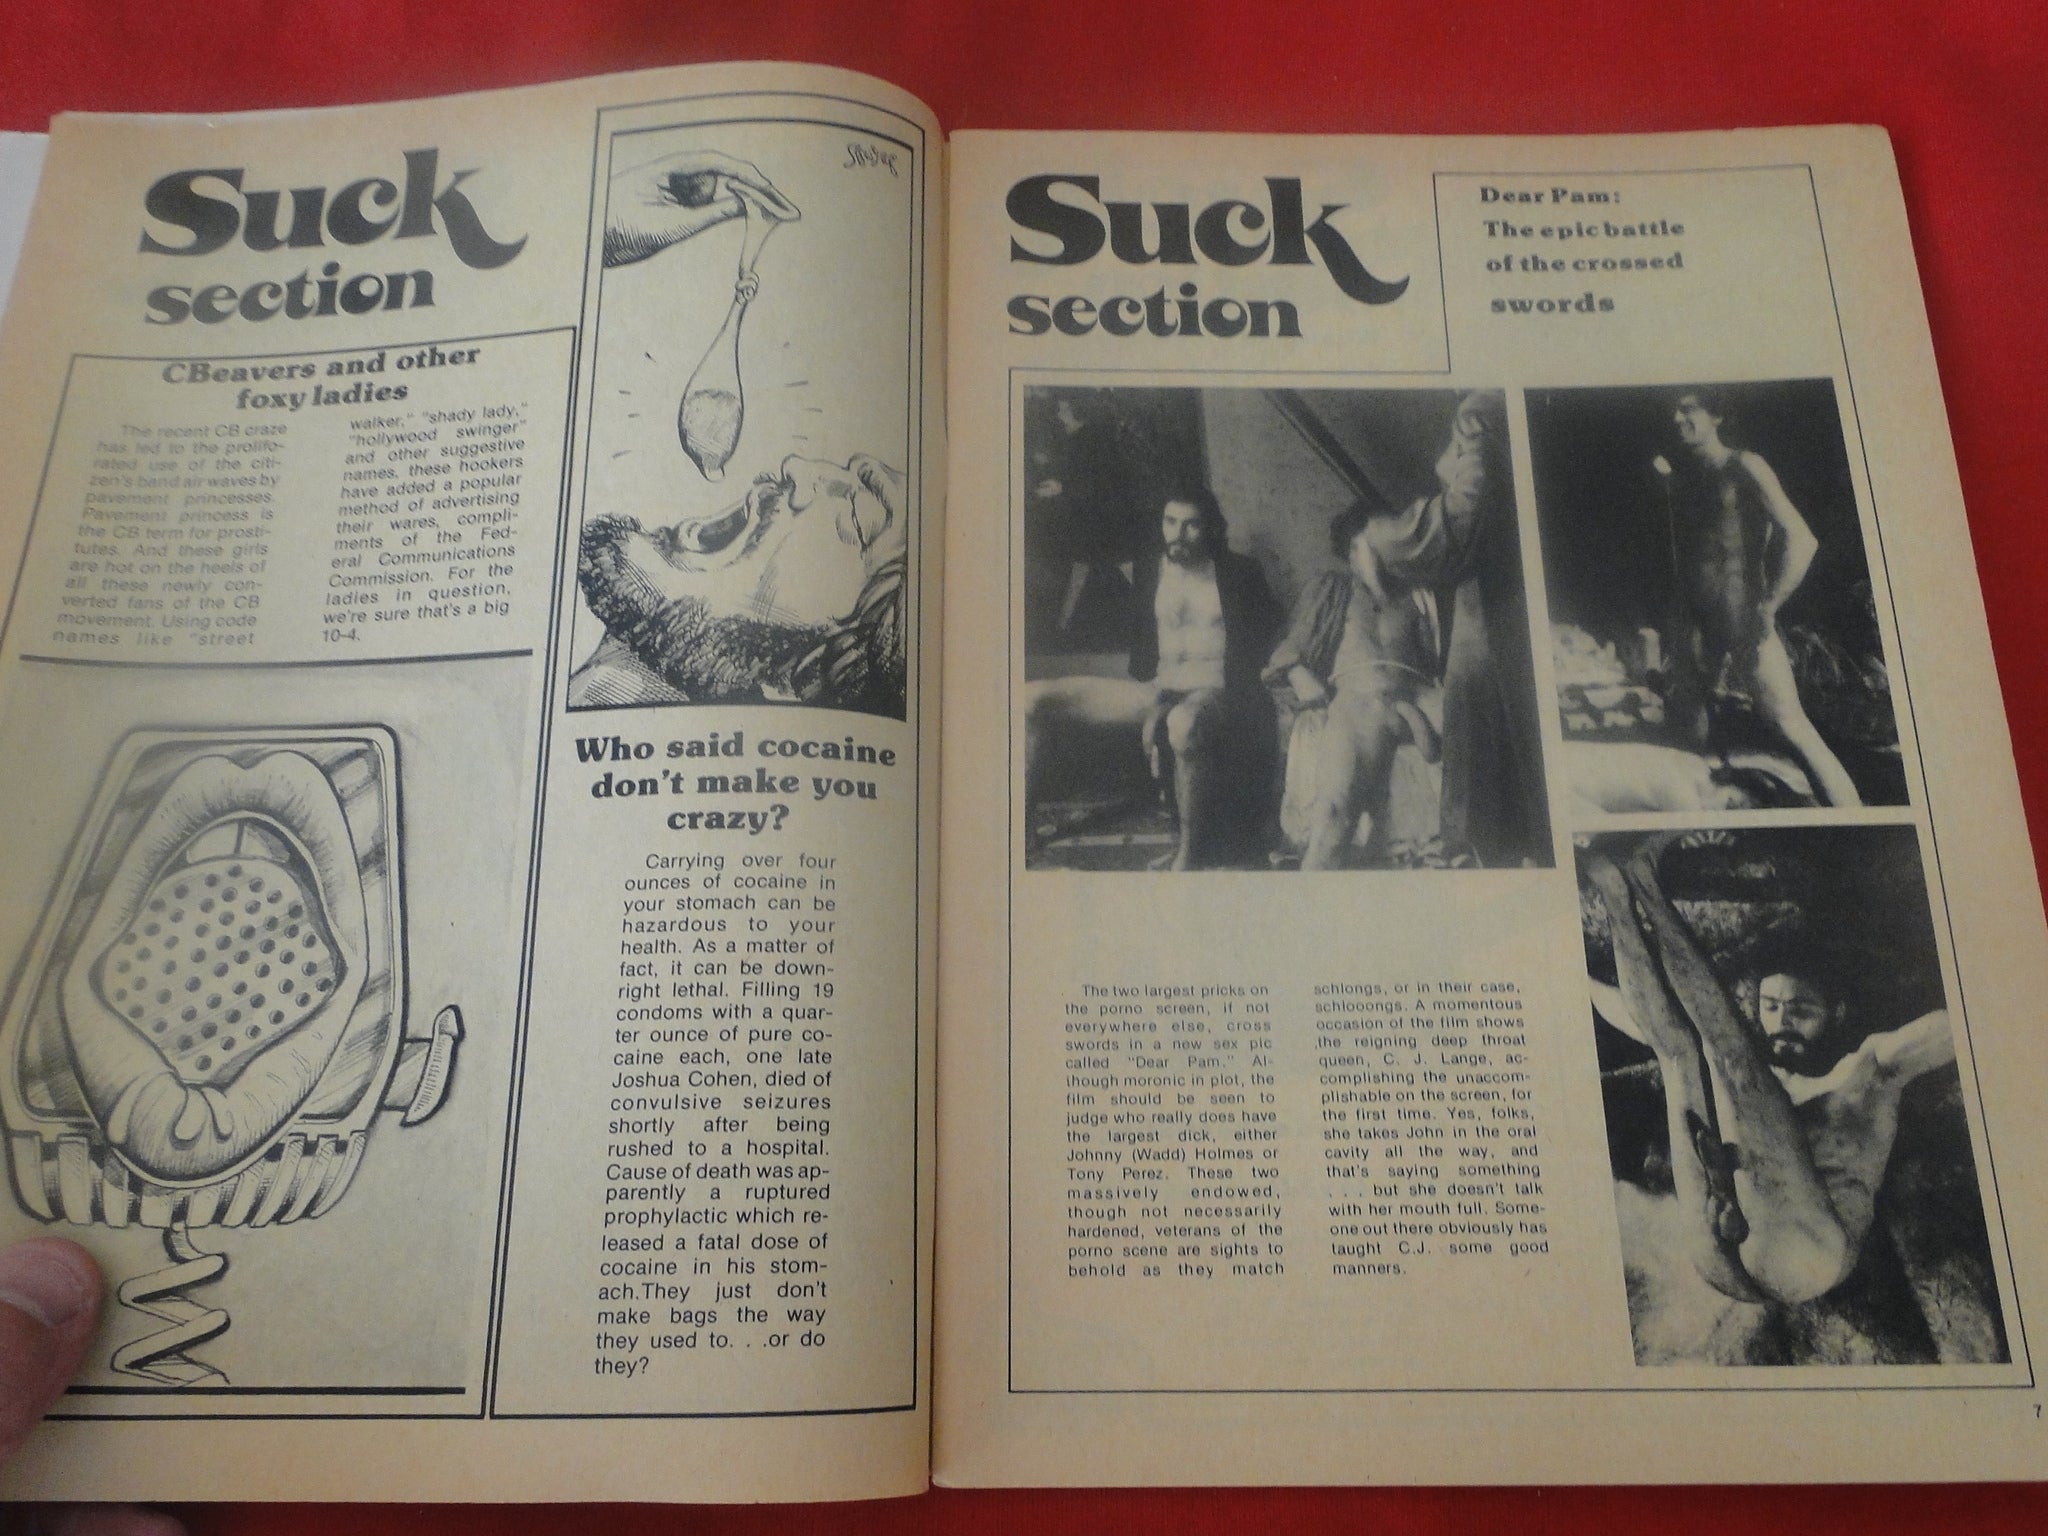 Suck
section
CBeavers and other
foxy ladies
The recent CB craze
has led to the prolifo-
rated use of the citi-
zen's band air waves by
pavement princesses.
Pavement princess is
the CB term for prosti-
tutes. And these girls
are hot on the heels of
all these newly con-
verted fans of the CB
movement. Using code
names like "street
walker," "shady lady,"
"hollywood swinger"
and other suggestive
names, these hookers
have added a popular
method of advertising
their wares, compli-
ments of the Fed-
eral Communications
Commission. For the
ladies in question,
we're sure that's a big
10-4.
Who said cocaine
don't make you
crazy?
Carrying over four
ounces of cocaine in
your stomach can be
hazardous to your
health. As a matter of
fact, it can be down-
right lethal. Filling 19
condoms with a quar-
ter ounce of pure co-
caine each, one late
Joshua Cohen, died of
convulsive seizures
shortly after being
rushed to a hospital.
Cause of death was ap-
parently a ruptured
prophylactic which re-
leased a fatal dose of
cocaine in his stom-
ach.They just don't
make bags the way
they used to. . .or do
they?
Suck
section
Dear Pam:
The epic battle
of the crossed
swords
The two largest pricks on
the porno screen, if not
everywhere else, cross
swords in a new sex pic
called "Dear Pam." Al-
though moronic in plot, the
film should be seen to
judge who really does have
the largest dick, either
Johnny (Wadd) Holmes or
Tony Perez. These two
massively endowed,
though not necessarily
hardened, veterans of the
porno scene are sights to
behold as they match
schlongs, or in their case,
schlooongs. A momentous
occasion of the film shows
,the reigning deep throat
queen, C. J. Lange, ac-
complishing the unaccom-
plishable on the screen, for
the first time. Yes, folks,
she takes John in the oral
cavity all the way, and
that's saying something
. . . but she doesn't talk
with her mouth full. Some-
one out there obviously has
taught C.J. some good
manners.
7